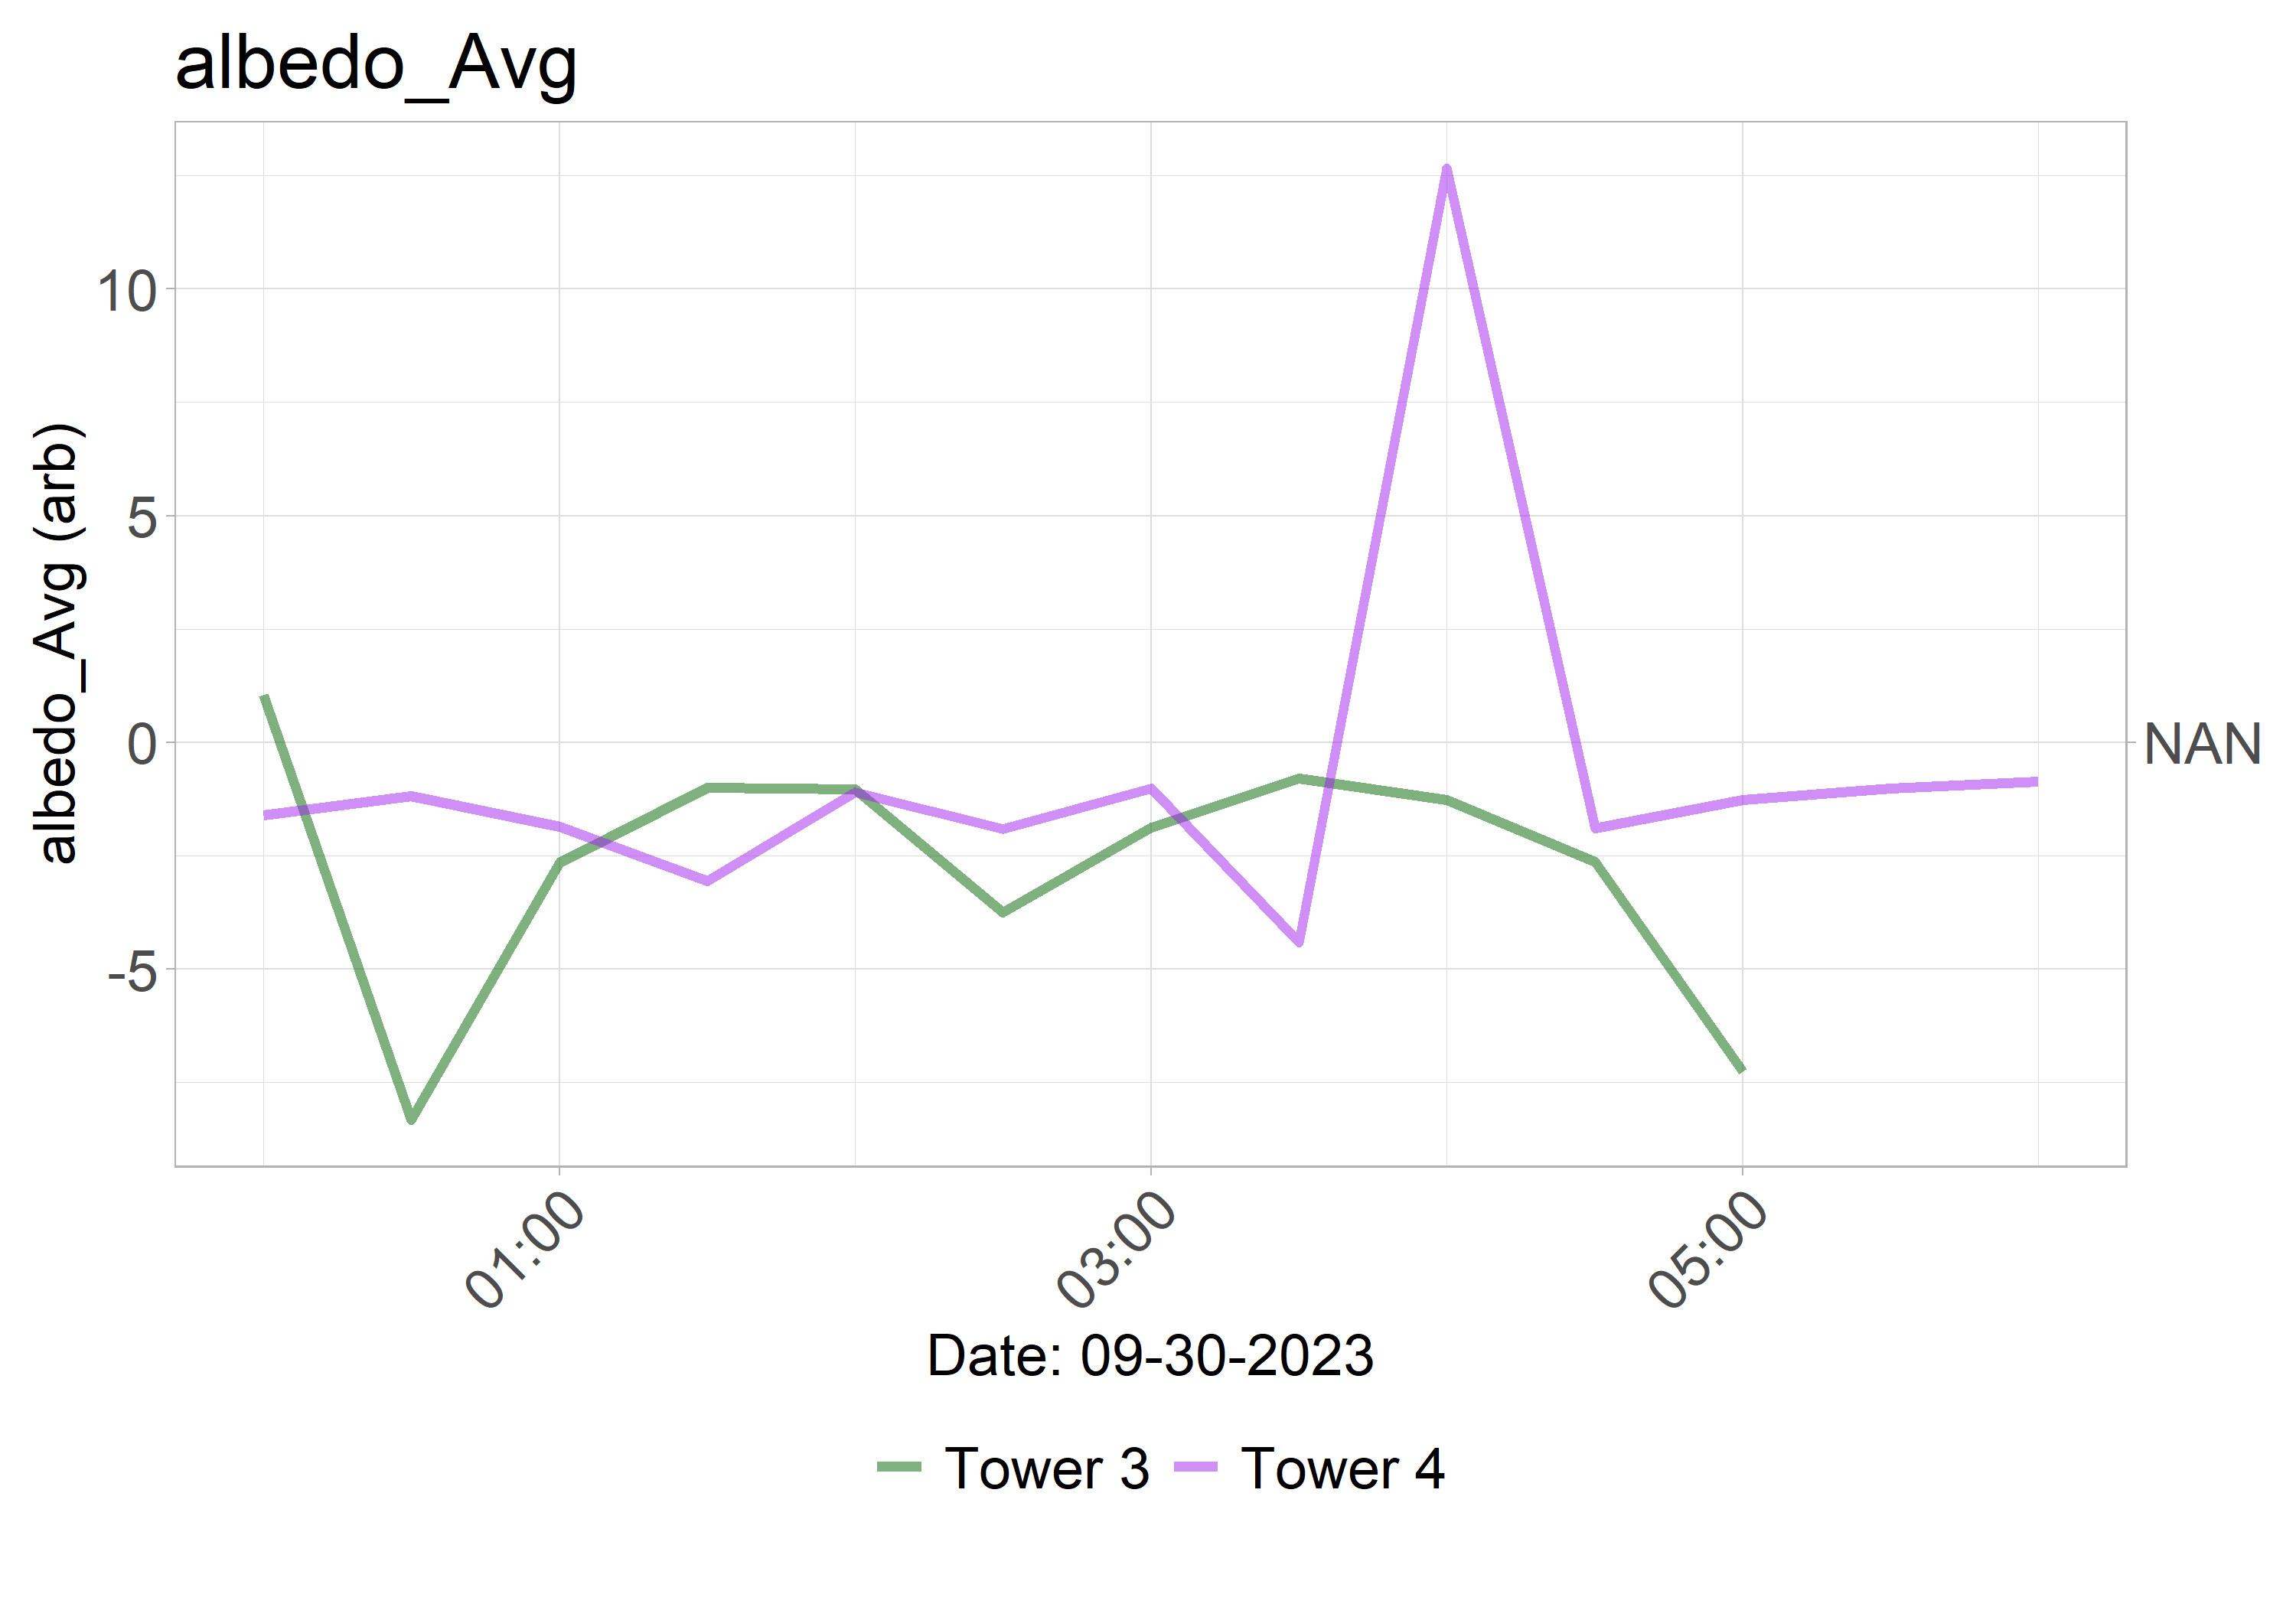 albedo_Avg
albedo_Avg (arb)
10
5
0
-5
NAN
01:00
03:00
05:00
Date: 09-30-2023
Tower 3
Tower 4